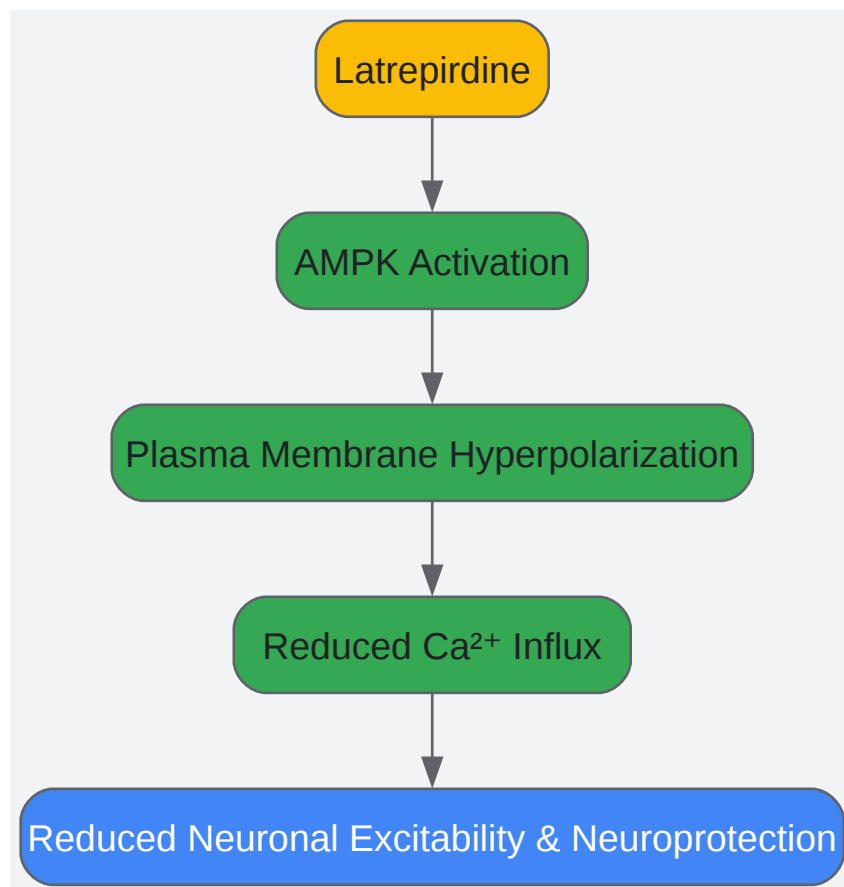 Latrepirdine
AMPK Activation
Plasma Membrane Hyperpolarization
Reduced Ca²⁺ Influx
Reduced Neuronal Excitability & Neuroprotection